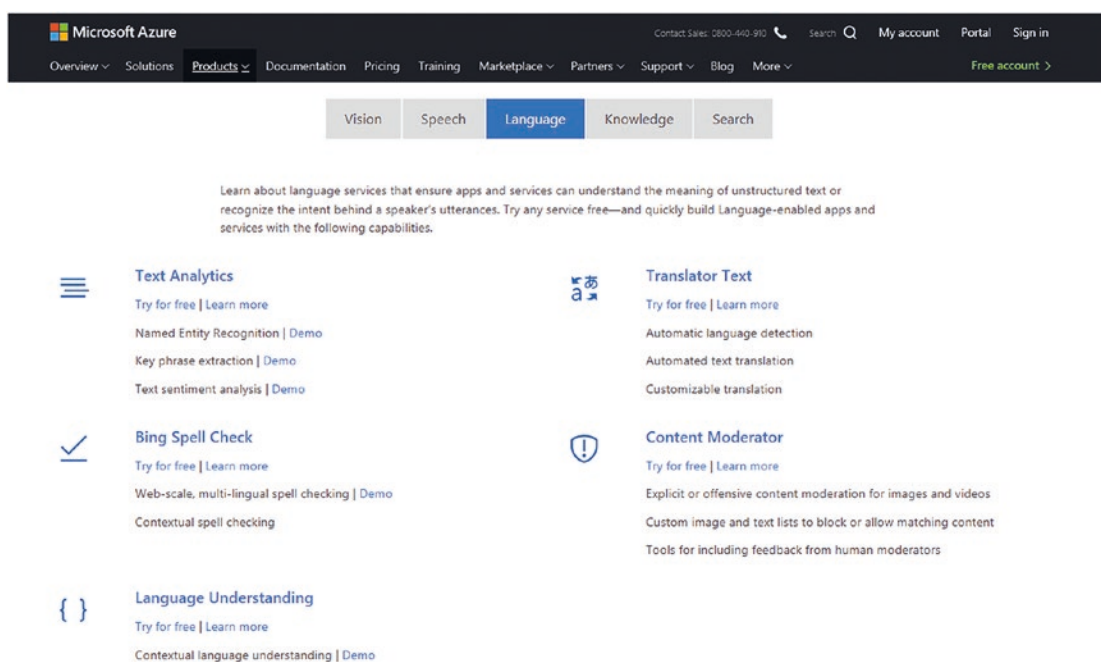 Microsoft Azure
Contact Sales: 0800-440-910
Search
My account
Portal
Sign in
Overview
Solutions
Products
Documentation
Pricing
Training
Marketplace
Partners
Support
Blog
More
Free account >
Vision
Speech
Language
Knowledge
Search
Learn about language services that ensure apps and services can understand the meaning of unstructured text or
recognize the intent behind a speaker's utterances. Try any service free—and quickly build Language-enabled apps and
services with the following capabilities.
Text Analytics
Try for free | Learn more
Named Entity Recognition | Demo
Key phrase extraction | Demo
Text sentiment analysis | Demo
あ
a
Translator Text
Try for free | Learn more
Automatic language detection
Automated text translation
Customizable translation
Bing Spell Check
Try for free | Learn more
Web-scale, multi-lingual spell checking | Demo
Contextual spell checking
Content Moderator
Try for free | Learn more
Explicit or offensive content moderation for images and videos
Custom image and text lists to block or allow matching content
Tools for including feedback from human moderators
{ }
Language Understanding
Try for free | Learn more
Contextual language understanding | Demo